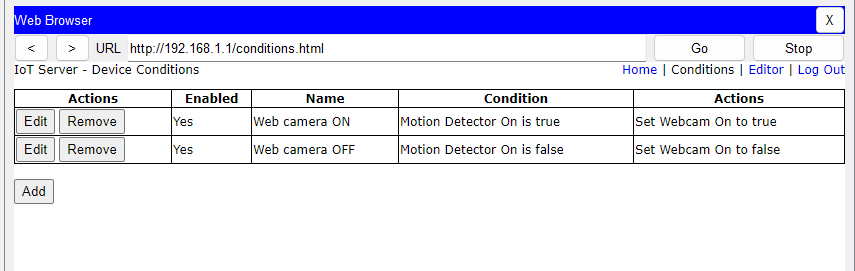 Web Browser X
< > URL http://192.168.1.1/conditions.html Go Stop
IoT Server - Device Conditions Home | Conditions | Editor | Log Out
Actions Enabled Name Condition Actions
Edit Remove Yes Web camera ON Motion Detector On is true Set Webcam On to true
Edit Remove Yes Web camera OFF Motion Detector On is false Set Webcam On to false
Add